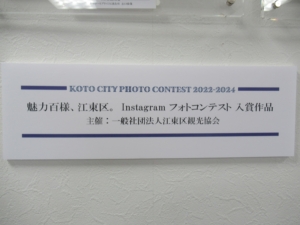 KOTO CITY PHOTO CONTEST 2022-2024
魅力百様、江東区。 Instagram フォトコンテスト 入賞作品
主催：一般社団法人江東区観光協会